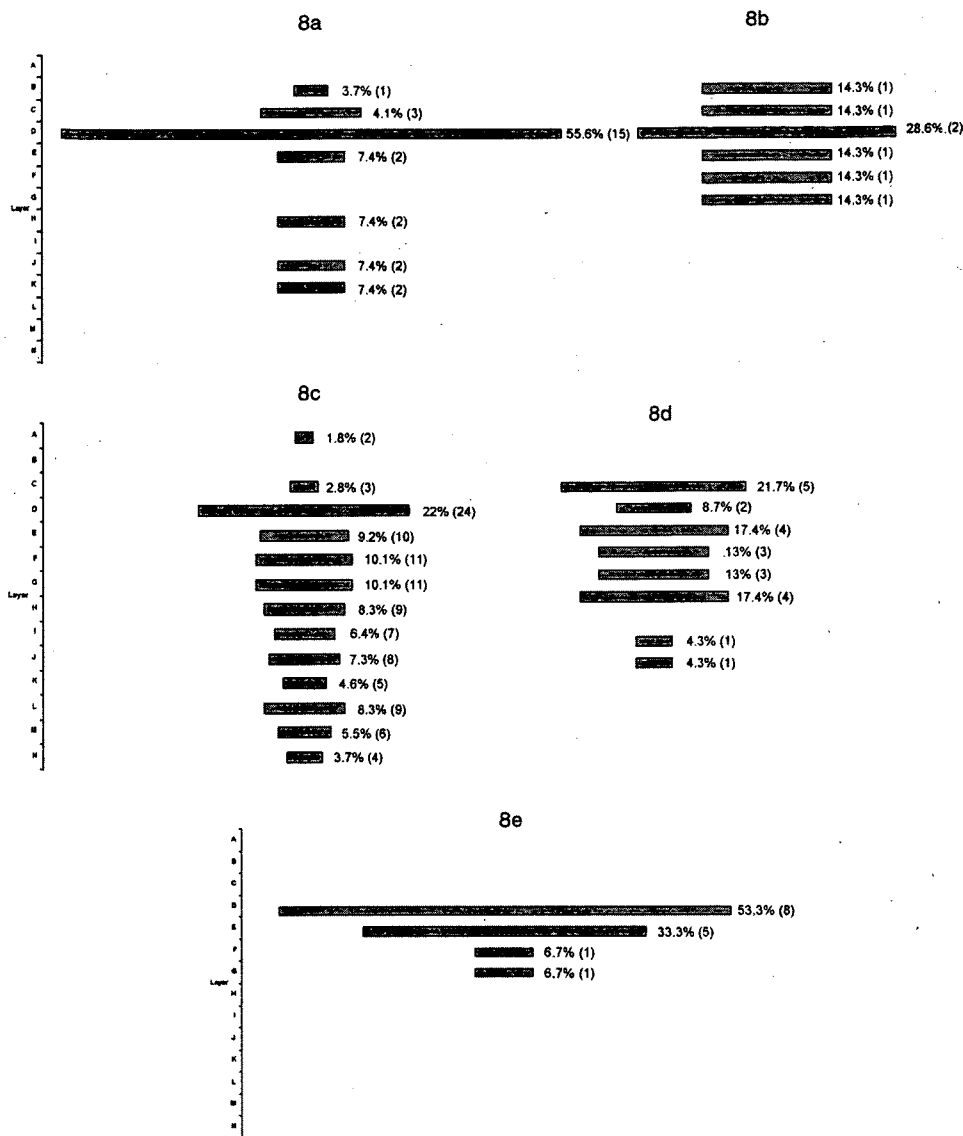 8a
8b
A
B 3.7% (1) 14.3% (1)
C 4.1% (3) 14.3% (1)
D 55.6% (15) 28.6% (2)
E 7.4% (2) 14.3% (1)
F 14.3% (1)
G 14.3% (1)
Layer
H 7.4% (2)
I
J 7.4% (2)
K 7.4% (2)
L
M
N
8c
8d
A 1.8% (2)
B
C 2.8% (3) 21.7% (5)
D 22% (24) 8.7% (2)
E 9.2% (10) 17.4% (4)
F 10.1% (11) 13% (3)
G 10.1% (11) 13% (3)
Layer
H 8.3% (9) 17.4% (4)
I 6.4% (7)
J 7.3% (8) 4.3% (1)
K 4.6% (5) 4.3% (1)
L 8.3% (9)
M 5.5% (6)
N 3.7% (4)
8e
A
B
C
D 53.3% (8)
E 33.3% (5)
F 6.7% (1)
G 6.7% (1)
Layer
H
I
J
K
L
M
N